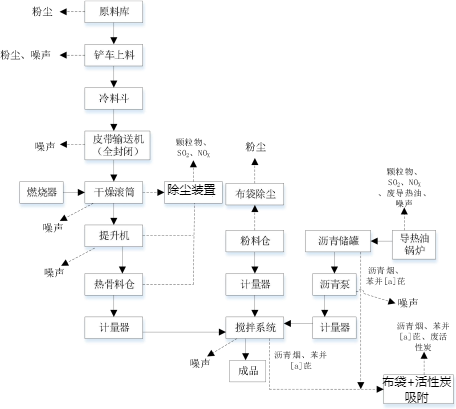 粉尘
原料库
粉尘、噪声
铲车上料
冷料斗
噪声
皮带输送机
(全封闭)
颗粒物、
SO2、NOX
粉尘
燃烧器
干燥滚筒
除尘装置
布袋除尘
颗粒物、
SO2、NOX
、废导热油、
噪声
噪声
提升机
粉料仓
沥青储罐
导热油
锅炉
噪声
热骨料仓
计量器
沥青泵
沥青烟、
苯并[a]芘
噪声
计量器
搅拌系统
计量器
沥青烟、苯并
[a]芘、废活
性炭
噪声
成品
沥青烟、苯并
[a]芘
布袋+活性炭
吸附